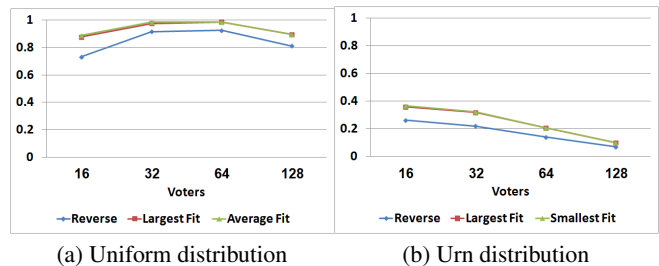 1
0.8
0.6
0.4
0.2
0
16 32 64 128
Voters
Reverse Largest Fit Average Fit
(a) Uniform distribution
1
0.8
0.6
0.4
0.2
0
16 32 64 128
Voters
Reverse Largest Fit Smallest Fit
(b) Urn distribution